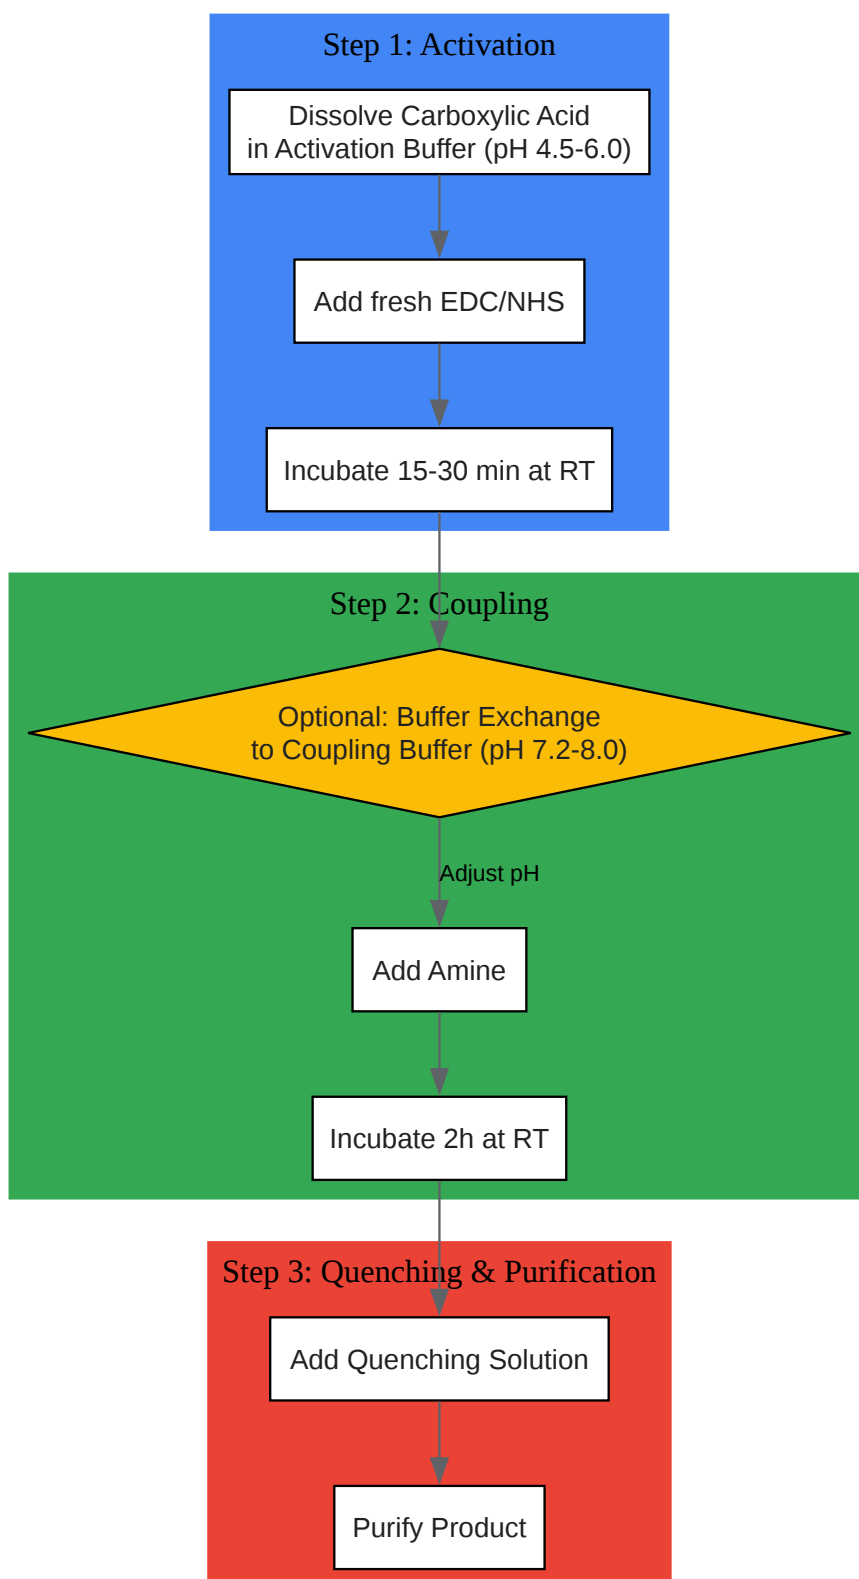 Step 1: Activation
Dissolve Carboxylic Acid
in Activation Buffer (pH 4.5-6.0)
Add fresh EDC/NHS
Incubate 15-30 min at RT
Step 2: Coupling
Optional: Buffer Exchange
to Coupling Buffer (pH 7.2-8.0)
Adjust pH
Add Amine
Incubate 2h at RT
Step 3: Quenching & Purification
Add Quenching Solution
Purify Product